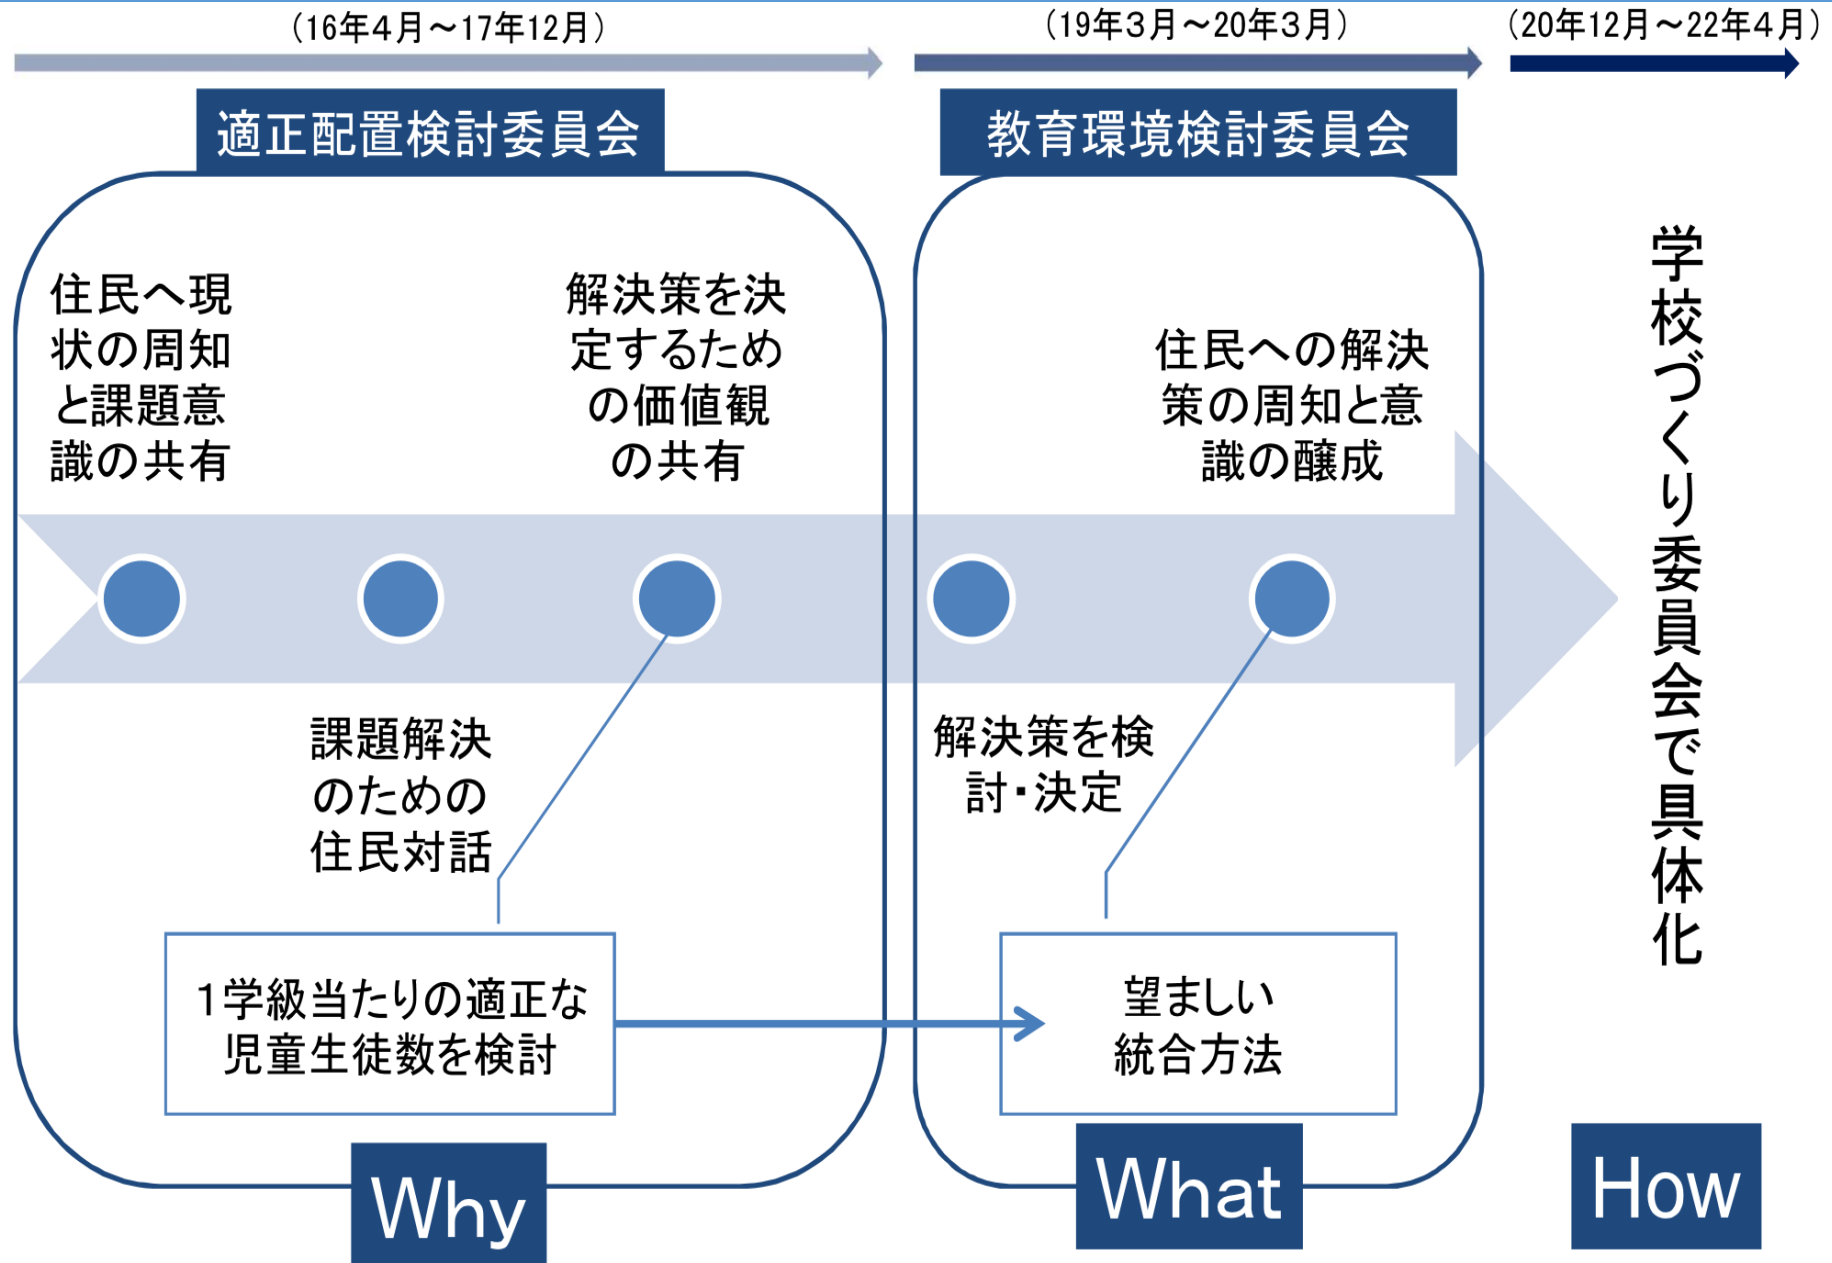 （16年４月～17年12月）
（19年３月～20年３月）
（20年12月～22年４月）
適正配置検討委員会
教育環境検討委員会
住民へ現
状の周知
と課題意
識の共有
解決策を決
定するため
の価値観
の共有
住民への解決
策の周知と意
識の醸成
課題解決
のための
住民対話
解決策を検
討・決定
１学級当たりの適正な
児童生徒数を検討
望ましい
統合方法
学校づくり委員会で具体化
Why
What
How